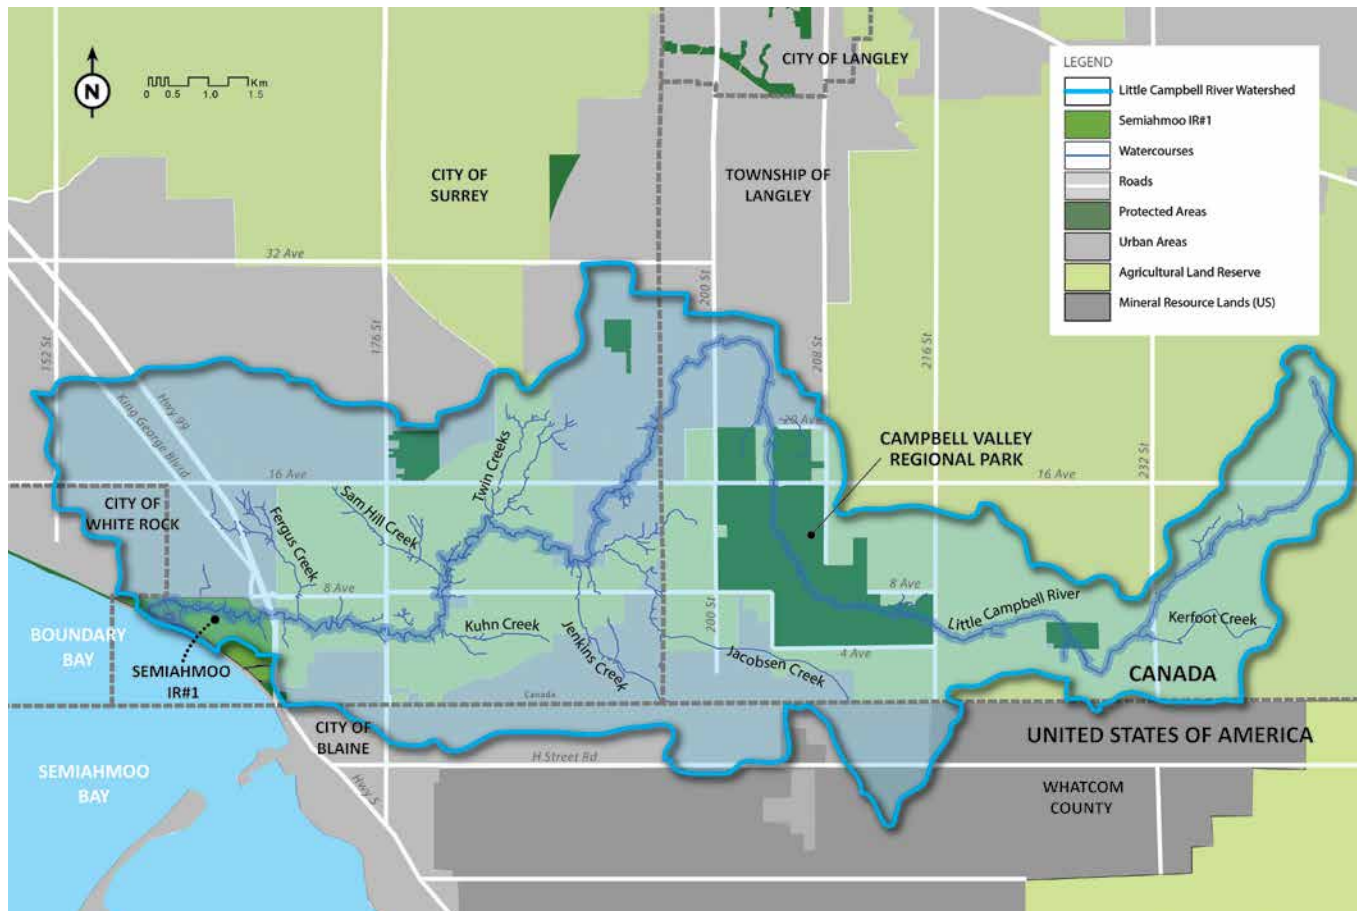 N
Km
0 0.5 1.0 1.5
CITY OF LANGLEY
LEGEND
Little Campbell River Watershed
Semiahmoo IR#1
Watercourses
Roads
Protected Areas
Urban Areas
Agricultural Land Reserve
Mineral Resource Lands (US)
CITY OF
SURREY
TOWNSHIP OF
LANGLEY
32 Ave
200 St
152 St
176 St
208 St
216 St
King George Blvd
Hwy 99
20 Ave
CAMPBELL VALLEY
REGIONAL PARK
Twin Creeks
232 St
16 Ave
16 Ave
CITY OF
WHITE ROCK
Sam Hill Creek
Fergus Creek
8 Ave
8 Ave
200 St
Little Campbell River
Kerfoot Creek
Kuhn Creek
Jenkins Creek
BOUNDARY
BAY
SEMIAHMOO
IR#1
4 Ave
Jacobsen Creek
CANADA
Canada
CITY OF
BLAINE
UNITED STATES OF AMERICA
H.Street Rd
SEMIAHMOO
BAY
Hwy 5
WHATCOM
COUNTY